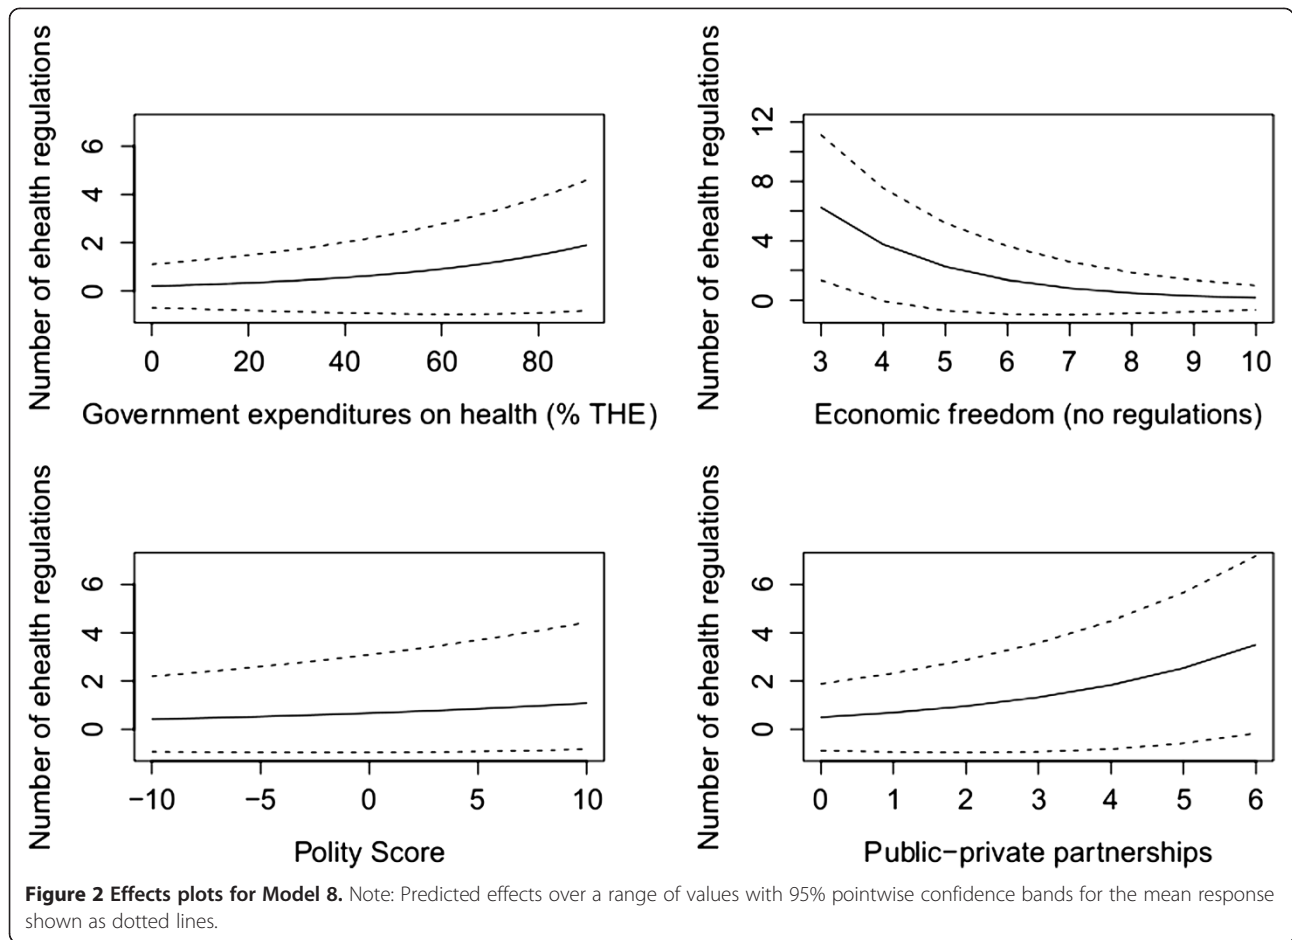 Number of ehealth regulations
6
4
2
0
0 20 40 60 80
Government expenditures on health (% THE)
Number of ehealth regulations
12
8
4
0
3 4 5 6 7 8 9 10
Economic freedom (no regulations)
Number of ehealth regulations
6
4
2
0
−10 −5 0 5 10
Polity Score
Number of ehealth regulations
6
4
2
0
0 1 2 3 4 5 6
Public−private partnerships
Figure 2 Effects plots for Model 8. Note: Predicted effects over a range of values with 95% pointwise confidence bands for the mean response
shown as dotted lines.